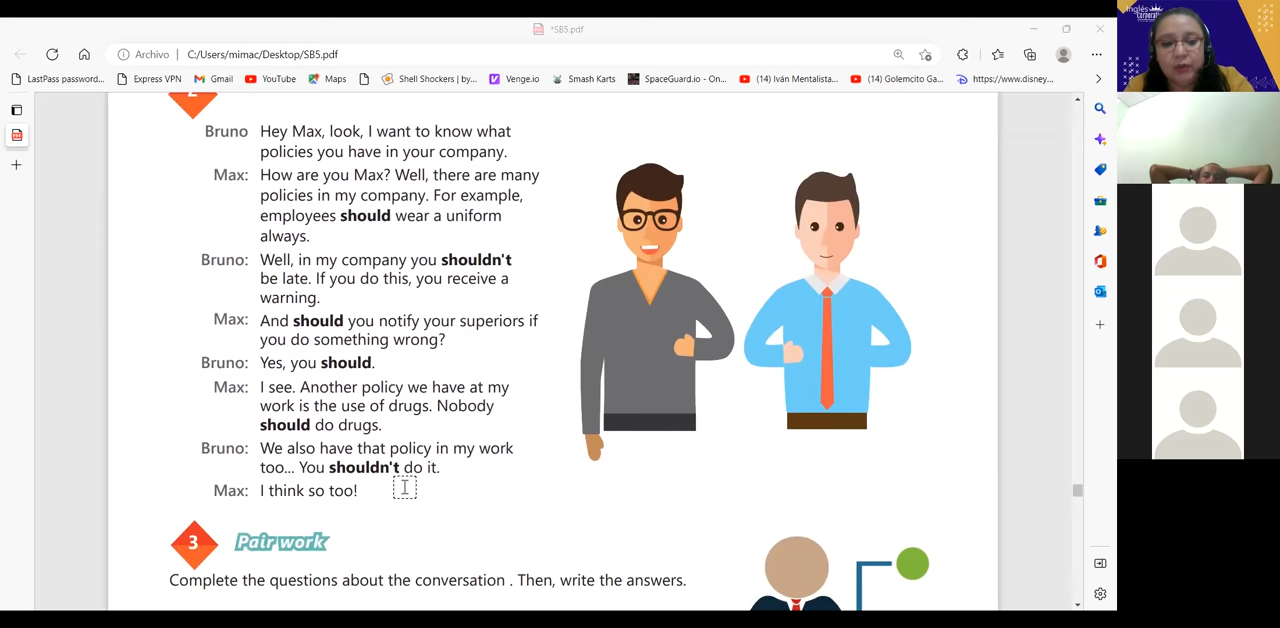 *SB5.pdf
Archivo | C:/Users/mimac/Desktop/SB5.pdf
LastPass password... Express VPN Gmail YouTube Maps Shell Shockers | by... Venge.io Smash Karts SpaceGuard.io - On... (14) Iván Mentalista... (14) Golemcito Ga... https://www.disney...
2
Bruno Hey Max, look, I want to know what
policies you have in your company.
Max: How are you Max? Well, there are many
policies in my company. For example,
employees should wear a uniform
always.
Bruno: Well, in my company you shouldn't
be late. If you do this, you receive a
warning.
Max: And should you notify your superiors if
you do something wrong?
Bruno: Yes, you should.
Max: I see. Another policy we have at my
work is the use of drugs. Nobody
should do drugs.
Bruno: We also have that policy in my work
too... You shouldn't do it.
Max: I think so too!
3 Pair work
Complete the questions about the conversation . Then, write the answers.
Inglés
Corporativo